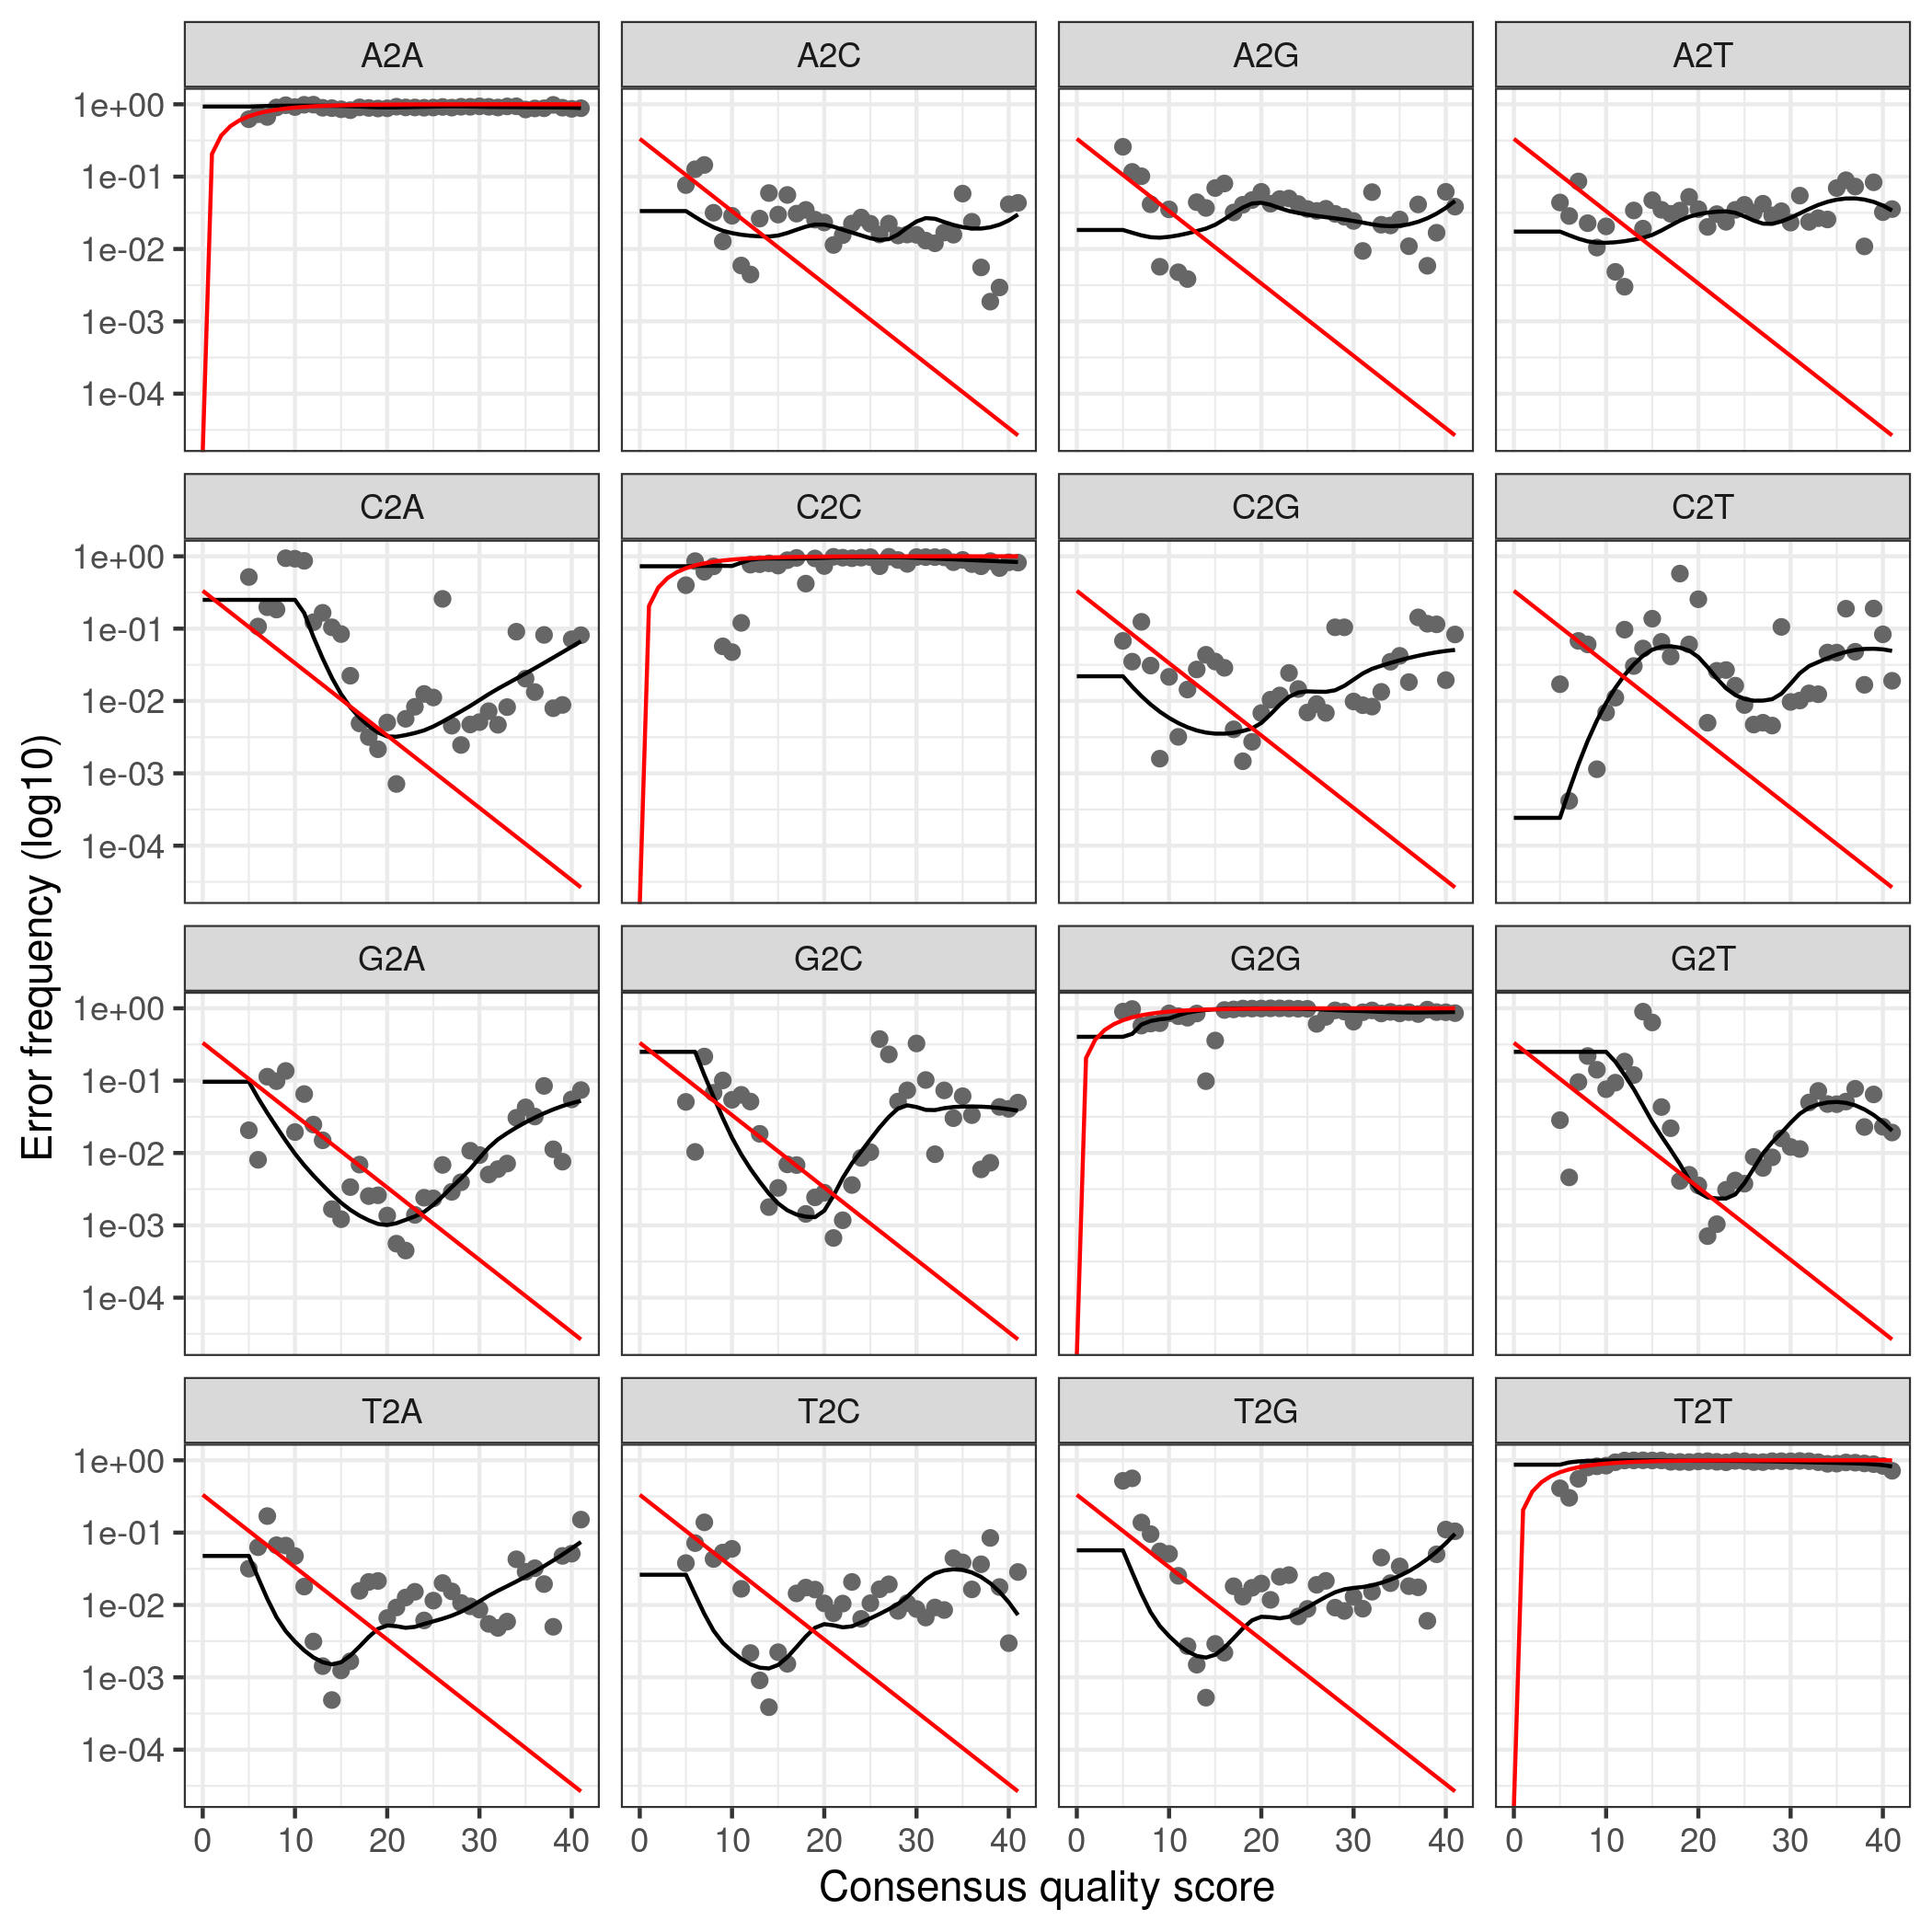 A2A A2C A2G A2T
1e+00
1e-01
1e-02
1e-03
1e-04
C2A C2C C2G C2T
1e+00
1e-01
1e-02
1e-03
1e-04
G2A G2C G2G G2T
1e+00
1e-01
1e-02
1e-03
1e-04
T2A T2C T2G T2T
1e+00
1e-01
1e-02
1e-03
1e-04
0 10 20 30 40 0 10 20 30 40 0 10 20 30 40 0 10 20 30 40
Consensus quality score
Error frequency (log10)